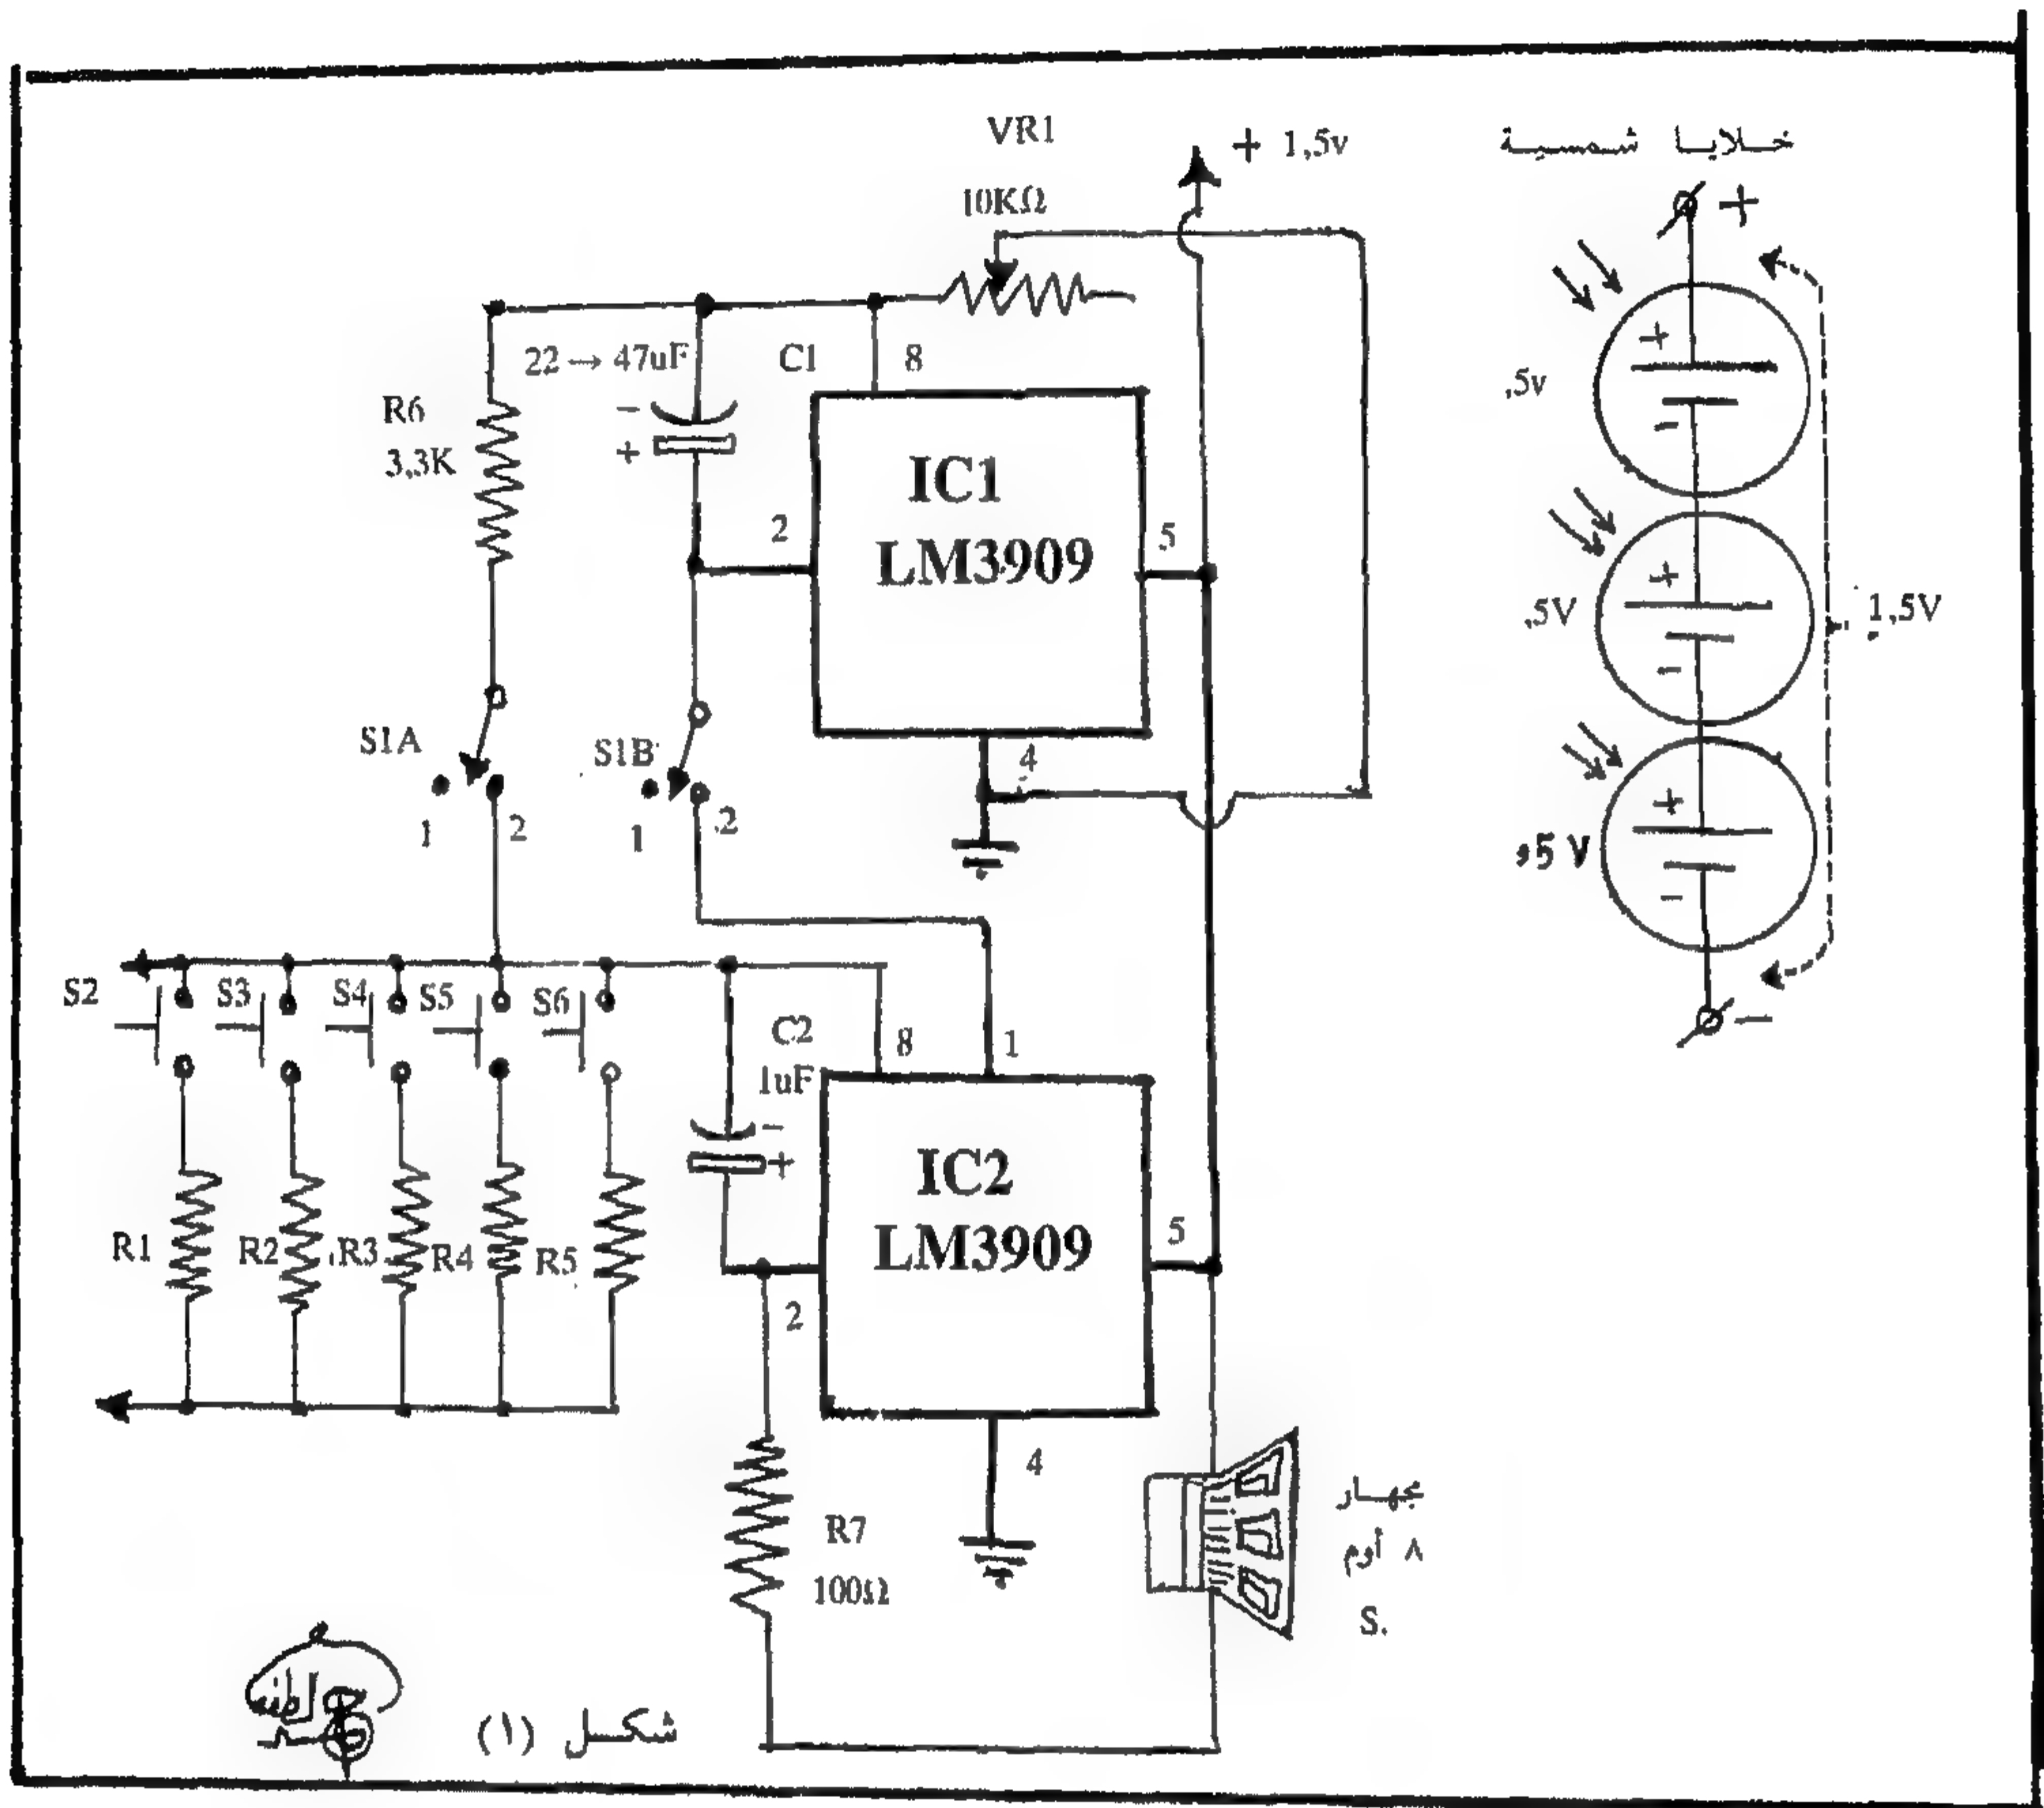 VR1
10KΩ
+ 1,5v
خلايا شمسية
+
22 → 47uF
C1
8
R6
3,3K
-
+
2
IC1
LM3909
5
4
S1A
1
2
S1B
1
2
+
,5v
-
+
,5V
-
1,5V
+
,5 V
-
-
S2
S3
S4
S5
S6
C2
1uF
8
1
-
+
IC2
LM3909
5
2
4
R1
R2
R3
R4
R5
R7
100Ω
جهار
٨ أوم
S.
شكل (١)